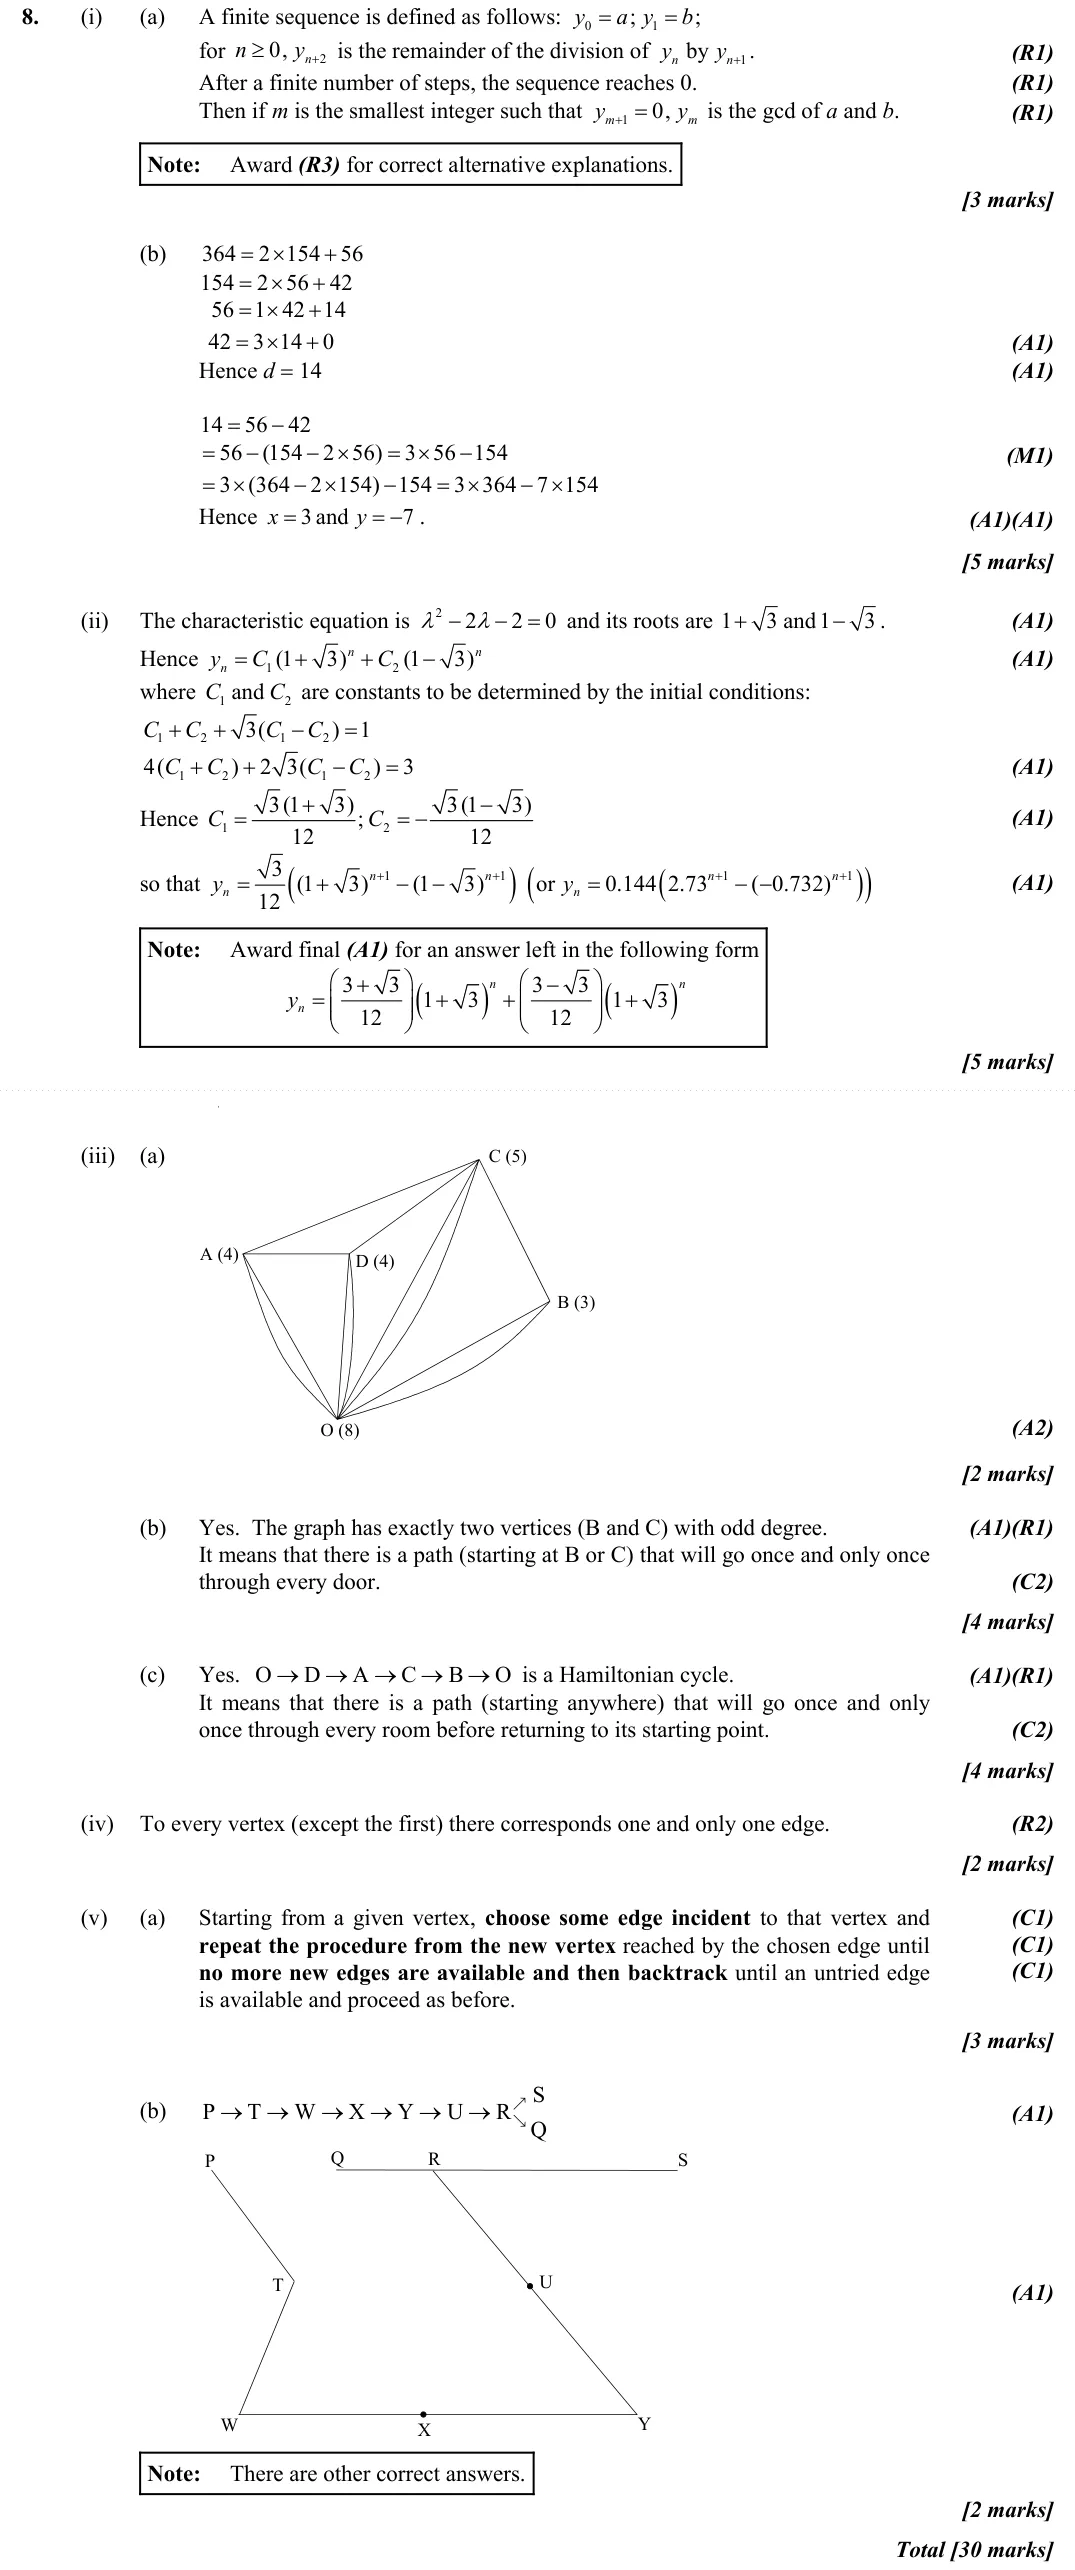 8. (i) (a) A finite sequence is defined as follows: y₀ = a; y₁ = b;
for n ≥ 0, yₙ₊₂ is the remainder of the division of yₙ by yₙ₊₁. (R1)
After a finite number of steps, the sequence reaches 0. (R1)
Then if m is the smallest integer such that yₘ₊₁ = 0, yₘ is the gcd of a and b. (R1)
Note: Award (R3) for correct alternative explanations.
[3 marks]
(b) 364 = 2×154 + 56
154 = 2×56 + 42
56 = 1×42 + 14
42 = 3×14 + 0 (A1)
Hence d = 14 (A1)
14 = 56 − 42
= 56 − (154 − 2×56) = 3×56 − 154 (M1)
= 3×(364 − 2×154) − 154 = 3×364 − 7×154
Hence x = 3 and y = −7. (A1)(A1)
[5 marks]
(ii) The characteristic equation is λ² − 2λ − 2 = 0 and its roots are 1+√3 and 1−√3. (A1)
Hence yₙ = C₁(1+√3)ⁿ + C₂(1−√3)ⁿ (A1)
where C₁ and C₂ are constants to be determined by the initial conditions:
C₁ + C₂ + √3(C₁ − C₂) = 1
4(C₁ + C₂) + 2√3(C₁ − C₂) = 3 (A1)
Hence C₁ = √3(1+√3)/12; C₂ = −√3(1−√3)/12 (A1)
so that yₙ = √3/12 ((1+√3)ⁿ⁺¹ − (1−√3)ⁿ⁺¹) (or yₙ = 0.144(2.73ⁿ⁺¹ − (−0.732)ⁿ⁺¹)) (A1)
Note: Award final (A1) for an answer left in the following form
yₙ = ((3+√3)/12)(1+√3)ⁿ + ((3−√3)/12)(1+√3)ⁿ
[5 marks]
(iii) (a)
C (5)
A (4)
D (4)
B (3)
O (8)
(A2)
[2 marks]
(b) Yes. The graph has exactly two vertices (B and C) with odd degree. (A1)(R1)
It means that there is a path (starting at B or C) that will go once and only once
through every door. (C2)
[4 marks]
(c) Yes. O → D → A → C → B → O is a Hamiltonian cycle. (A1)(R1)
It means that there is a path (starting anywhere) that will go once and only
once through every room before returning to its starting point. (C2)
[4 marks]
(iv) To every vertex (except the first) there corresponds one and only one edge. (R2)
[2 marks]
(v) (a) Starting from a given vertex, choose some edge incident to that vertex and (C1)
repeat the procedure from the new vertex reached by the chosen edge until (C1)
no more new edges are available and then backtrack until an untried edge (C1)
is available and proceed as before.
[3 marks]
(b) P → T → W → X → Y → U → R ↗ S ↘ Q (A1)
P Q R S
T U
(A1)
W X Y
Note: There are other correct answers.
[2 marks]
Total [30 marks]